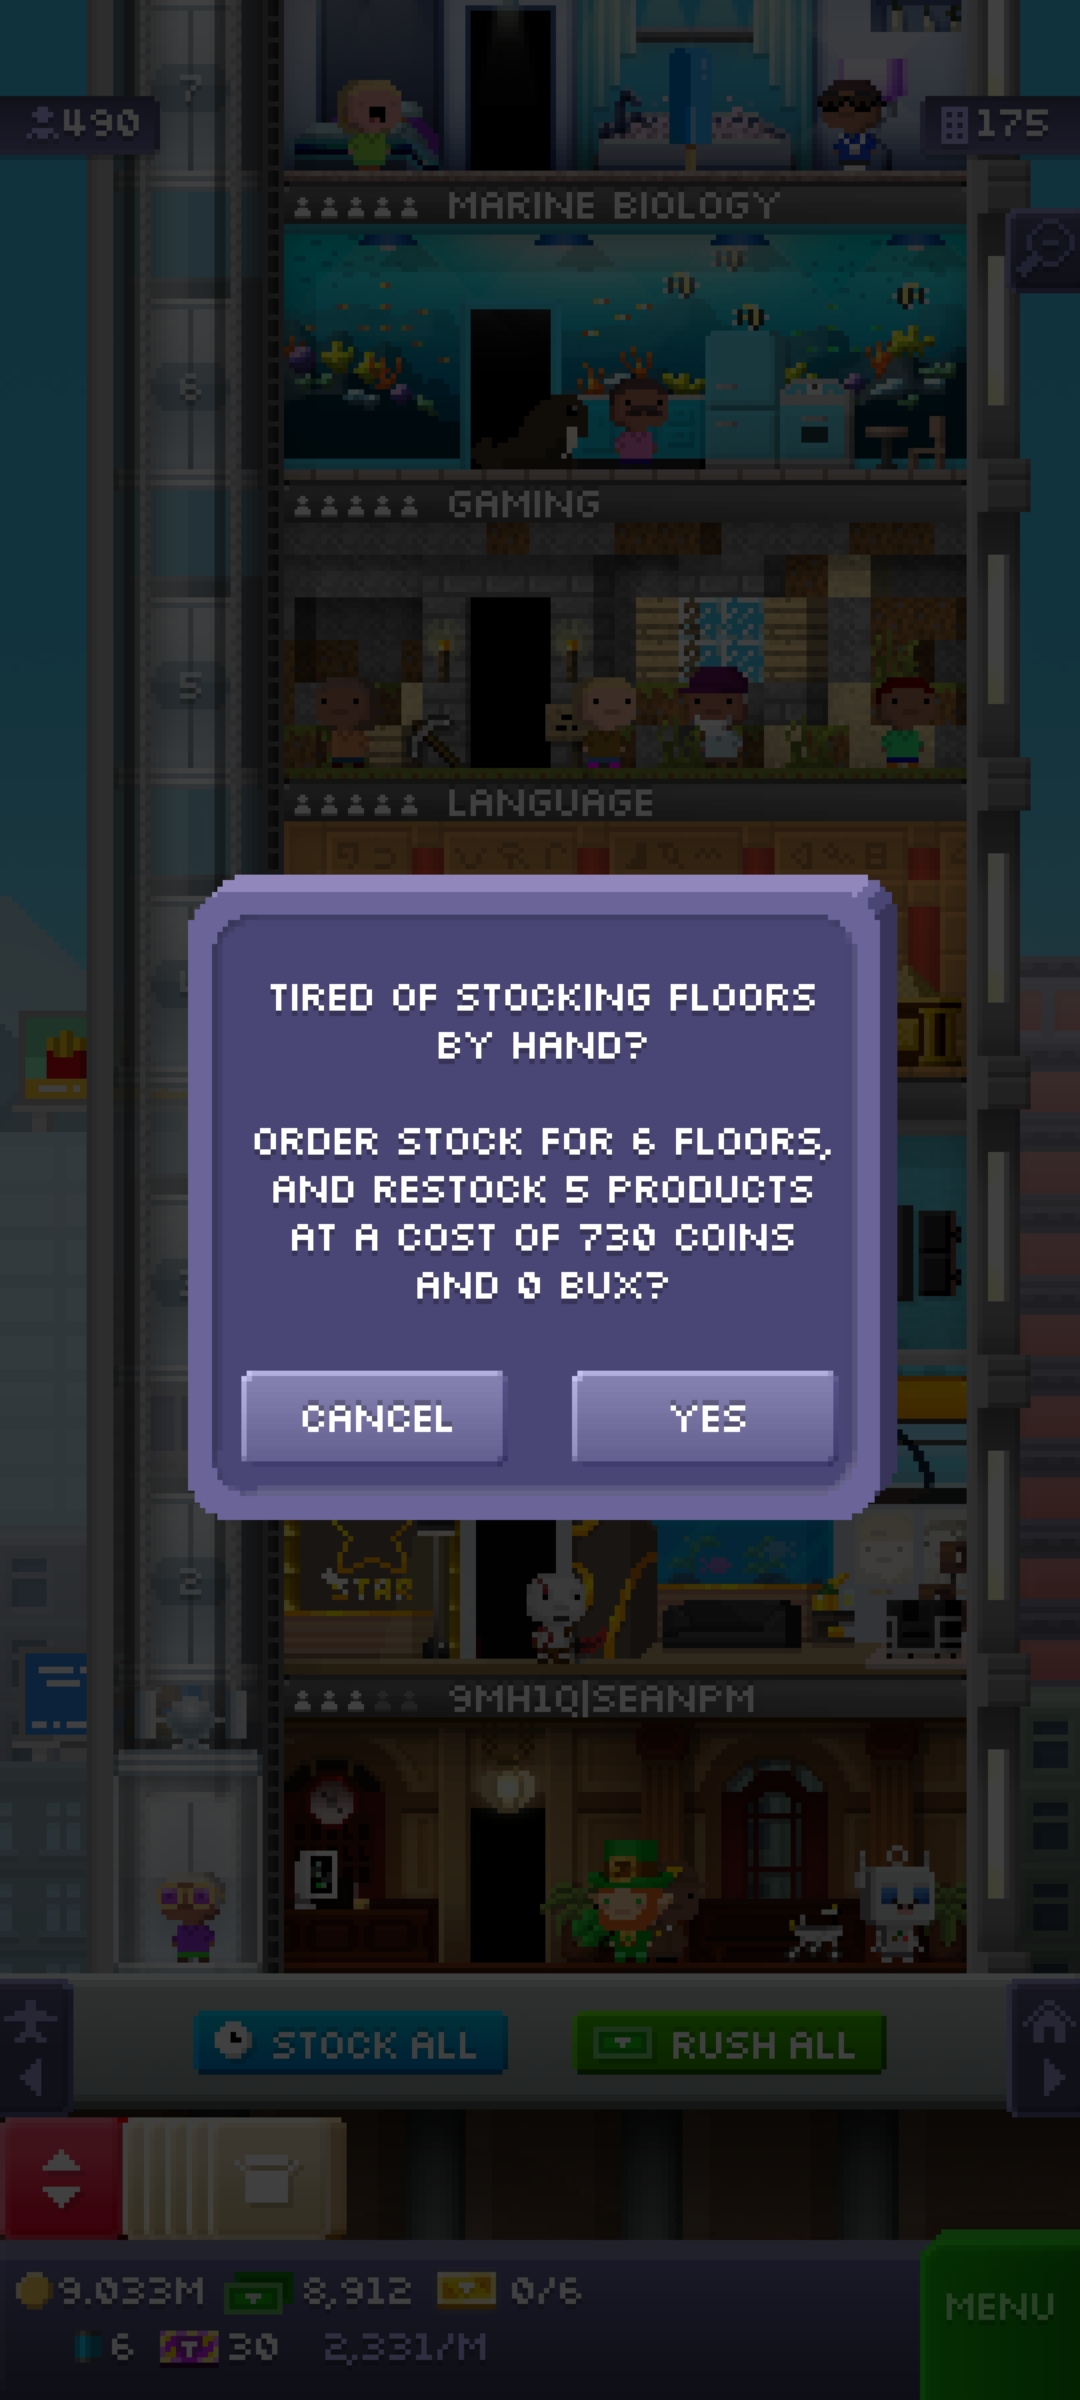 7
490
175
MARINE BIOLOGY
6
GAMING
5
LANGUAGE
TIRED OF STOCKING FLOORS
BY HAND?
ORDER STOCK FOR 6 FLOORS,
AND RESTOCK 5 PRODUCTS
AT A COST OF 730 COINS
AND 0 BUX?
CANCEL
YES
2
STAR
9MH1Q|SEANPM
STOCK ALL
RUSH ALL
9.033M
8,912
0/6
MENU
6
30
2,331/M